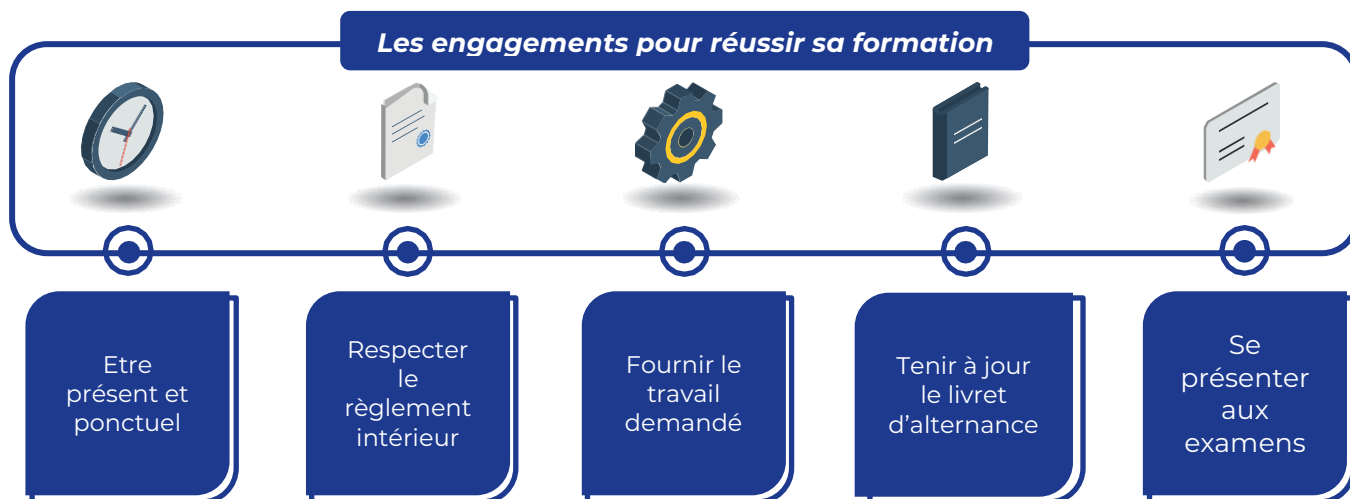 Les engagements pour réussir sa formation
Etre
présent et
ponctuel
Respecter
le
règlement
intérieur
Fournir le
travail
demandé
Tenir à jour
le livret
d’alternance
Se
présenter
aux
examens